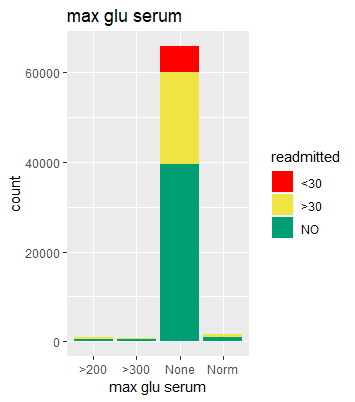 max glu serum
count
60000
40000
20000
0
>200 >300 None Norm
max glu serum
readmitted
<30
>30
NO